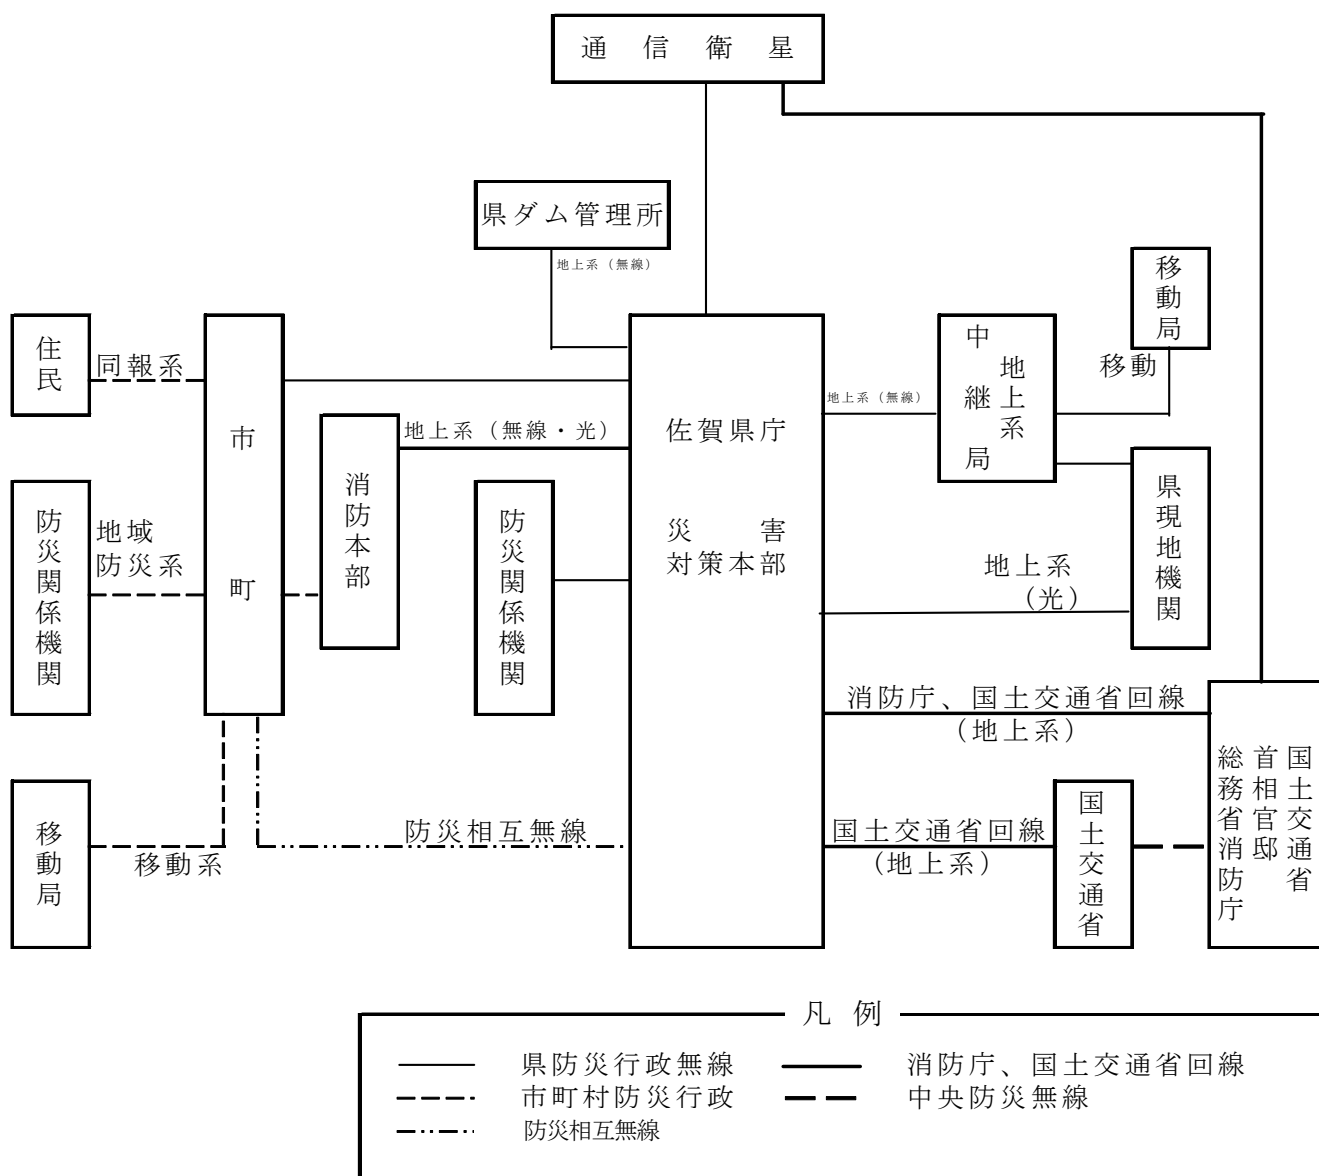 通信衛星
県ダム管理所
地上系（無線）
移動局
住民
同報系
市町
中継局
地上系
移動
地上系（無線）
佐賀県庁
災害
対策本部
地上系（無線・光）
消防本部
防災関係機関
地域
防災系
防災関係機関
県現地機関
地上系
(光)
消防庁、国土交通省回線
(地上系)
国土交通省
首相官邸
総務省消防庁
移動局
移動系
防災相互無線
国土交通省回線
(地上系)
国土交通省
凡例
県防災行政無線
消防庁、国土交通省回線
市町村防災行政
中央防災無線
防災相互無線